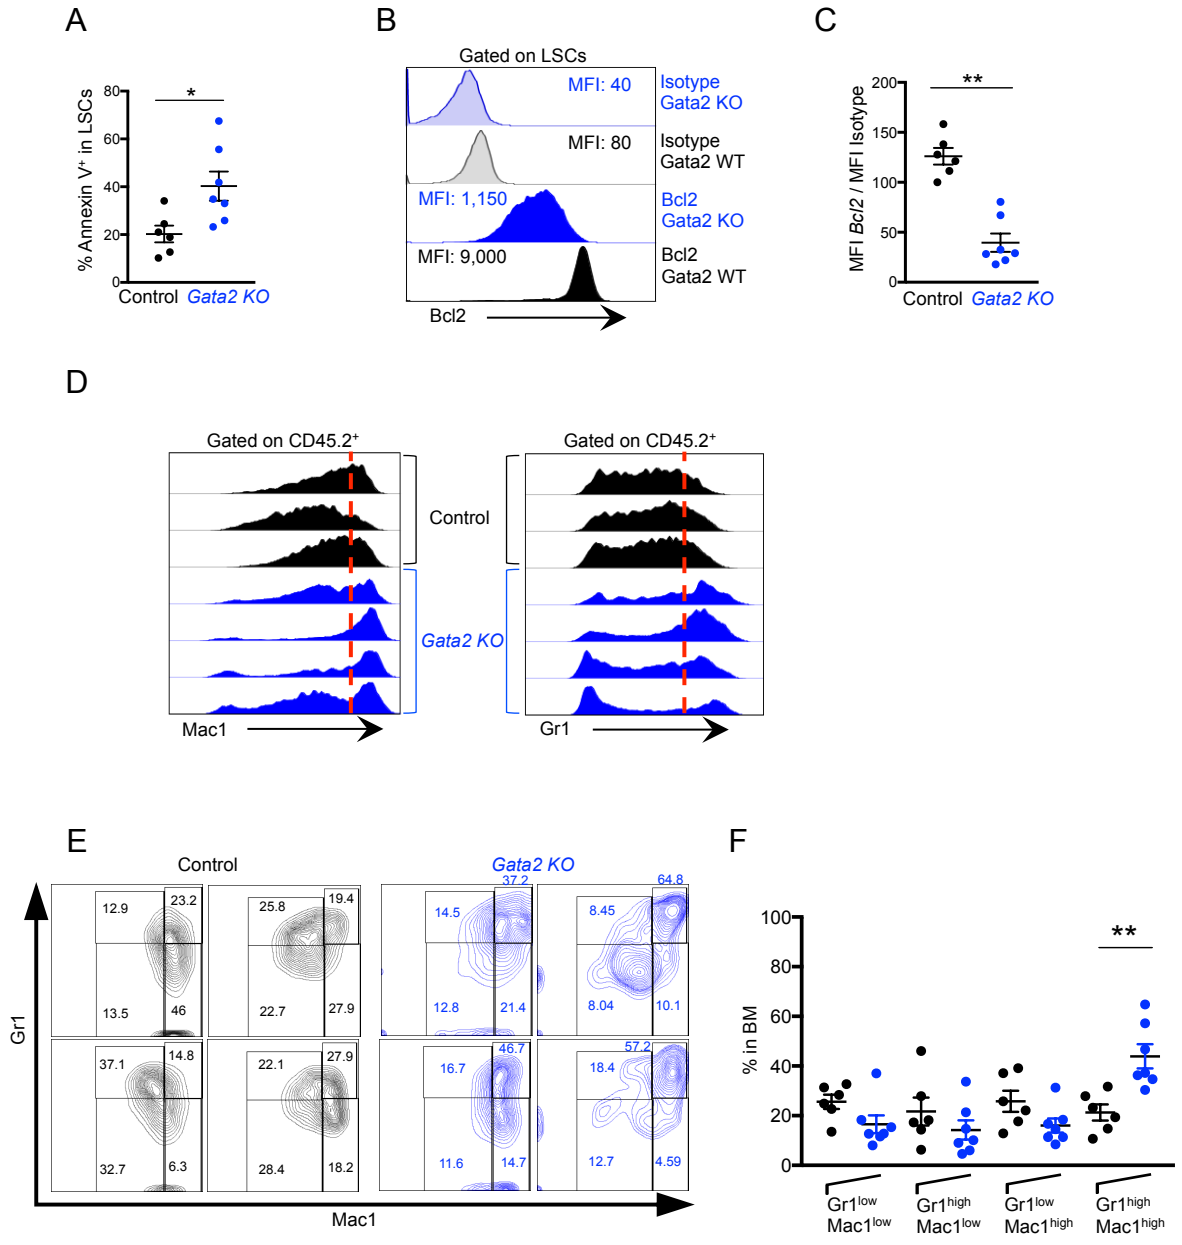 A
% Annexin V⁺ in LSCs
80
60
40
20
0
*
Control
Gata2 KO
B
Gated on LSCs
MFI: 40
Isotype
Gata2 KO
MFI: 80
Isotype
Gata2 WT
MFI: 1,150
Bcl2
Gata2 KO
MFI: 9,000
Bcl2
Gata2 WT
Bcl2
C
MFI Bcl2 / MFI Isotype
200
150
100
50
0
**
Control
Gata2 KO
D
Gated on CD45.2⁺
Gated on CD45.2⁺
Control
Gata2 KO
Mac1
Gr1
E
Control
Gata2 KO
12.9
23.2
13.5
46
25.8
19.4
22.7
27.9
14.5
37.2
12.8
21.4
8.45
64.8
8.04
10.1
37.1
14.8
32.7
6.3
22.1
27.9
28.4
18.2
16.7
46.7
11.6
14.7
18.4
57.2
12.7
4.59
Gr1
Mac1
F
% in BM
100
80
60
40
20
0
**
Gr1ˡᵒʷ
Mac1ˡᵒʷ
Gr1ʰⁱᵍʰ
Mac1ˡᵒʷ
Gr1ˡᵒʷ
Mac1ʰⁱᵍʰ
Gr1ʰⁱᵍʰ
Mac1ʰⁱᵍʰ